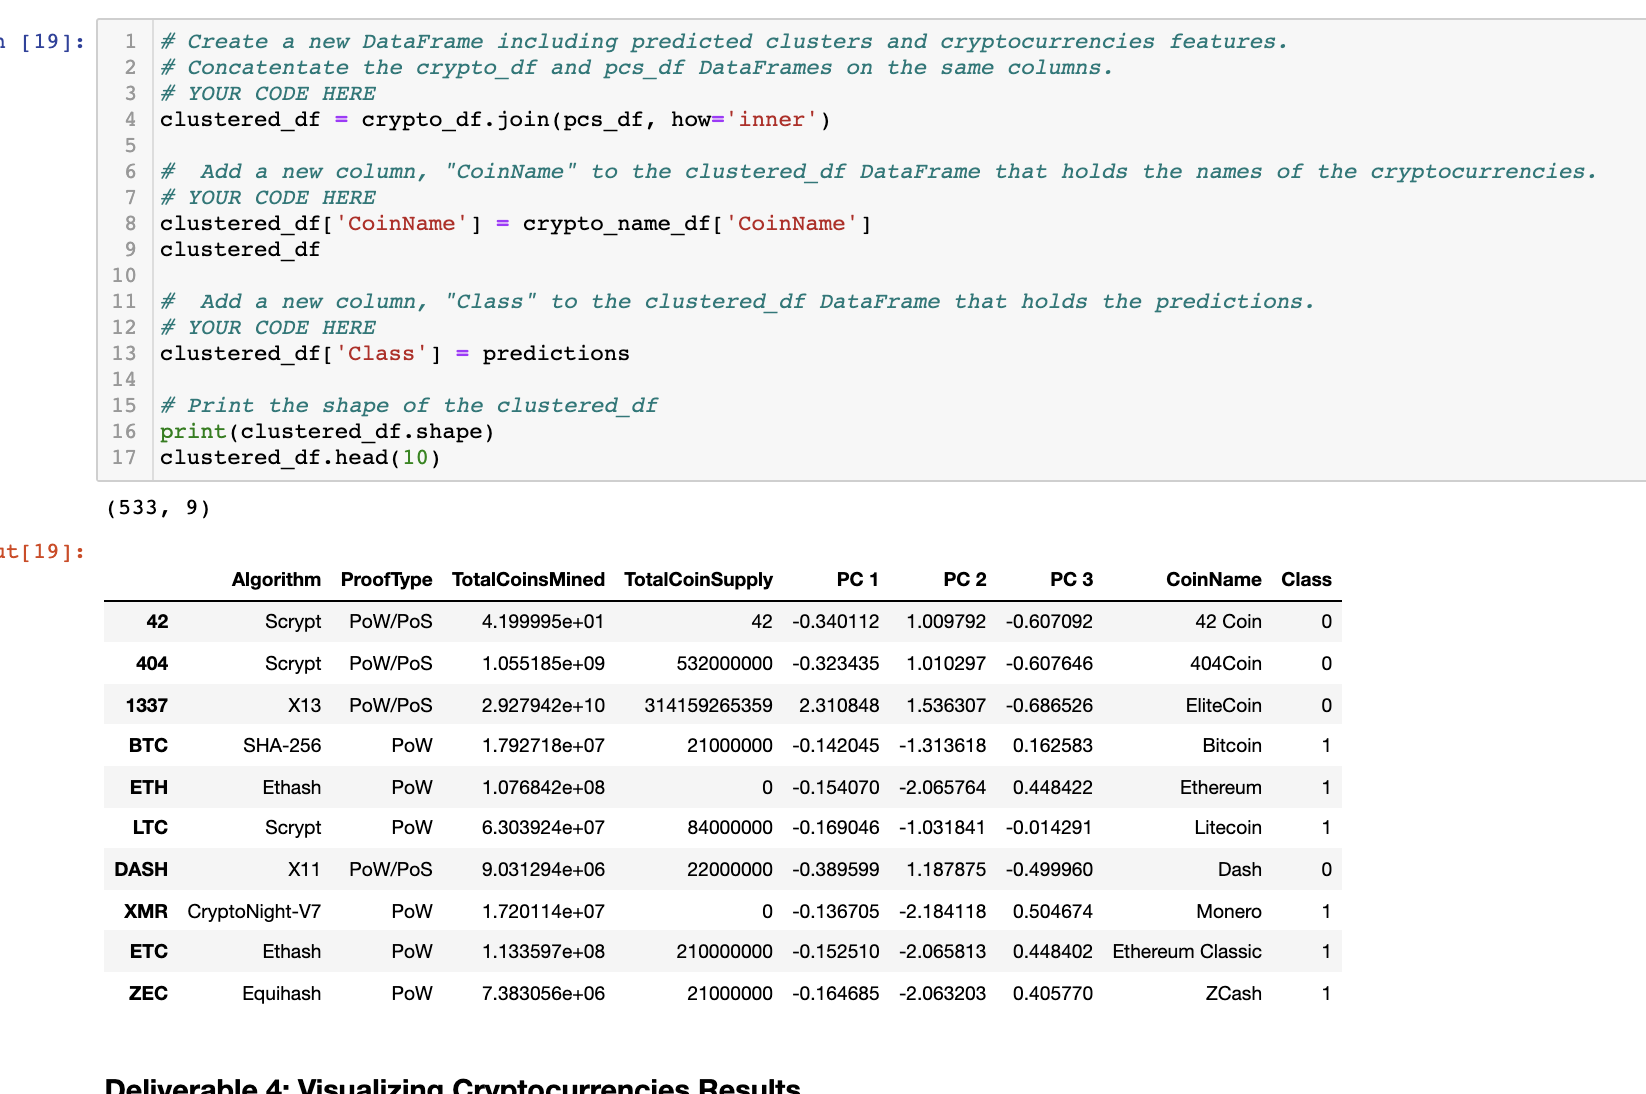 n [19]:
1 # Create a new DataFrame including predicted clusters and cryptocurrencies features.
2 # Concatentate the crypto_df and pcs_df DataFrames on the same columns.
3 # YOUR CODE HERE
4 clustered_df = crypto_df.join(pcs_df, how='inner')
5
6 #  Add a new column, "CoinName" to the clustered_df DataFrame that holds the names of the cryptocurrencies.
7 # YOUR CODE HERE
8 clustered_df['CoinName'] = crypto_name_df['CoinName']
9 clustered_df
10
11 #  Add a new column, "Class" to the clustered_df DataFrame that holds the predictions.
12 # YOUR CODE HERE
13 clustered_df['Class'] = predictions
14
15 # Print the shape of the clustered_df
16 print(clustered_df.shape)
17 clustered_df.head(10)
(533, 9)
ut[19]:
Algorithm ProofType TotalCoinsMined TotalCoinSupply PC 1 PC 2 PC 3 CoinName Class
42 Scrypt PoW/PoS 4.199995e+01 42 -0.340112 1.009792 -0.607092 42 Coin 0
404 Scrypt PoW/PoS 1.055185e+09 532000000 -0.323435 1.010297 -0.607646 404Coin 0
1337 X13 PoW/PoS 2.927942e+10 314159265359 2.310848 1.536307 -0.686526 EliteCoin 0
BTC SHA-256 PoW 1.792718e+07 21000000 -0.142045 -1.313618 0.162583 Bitcoin 1
ETH Ethash PoW 1.076842e+08 0 -0.154070 -2.065764 0.448422 Ethereum 1
LTC Scrypt PoW 6.303924e+07 84000000 -0.169046 -1.031841 -0.014291 Litecoin 1
DASH X11 PoW/PoS 9.031294e+06 22000000 -0.389599 1.187875 -0.499960 Dash 0
XMR CryptoNight-V7 PoW 1.720114e+07 0 -0.136705 -2.184118 0.504674 Monero 1
ETC Ethash PoW 1.133597e+08 210000000 -0.152510 -2.065813 0.448402 Ethereum Classic 1
ZEC Equihash PoW 7.383056e+06 21000000 -0.164685 -2.063203 0.405770 ZCash 1
Deliverable 4: Visualizing Cryptocurrencies Results